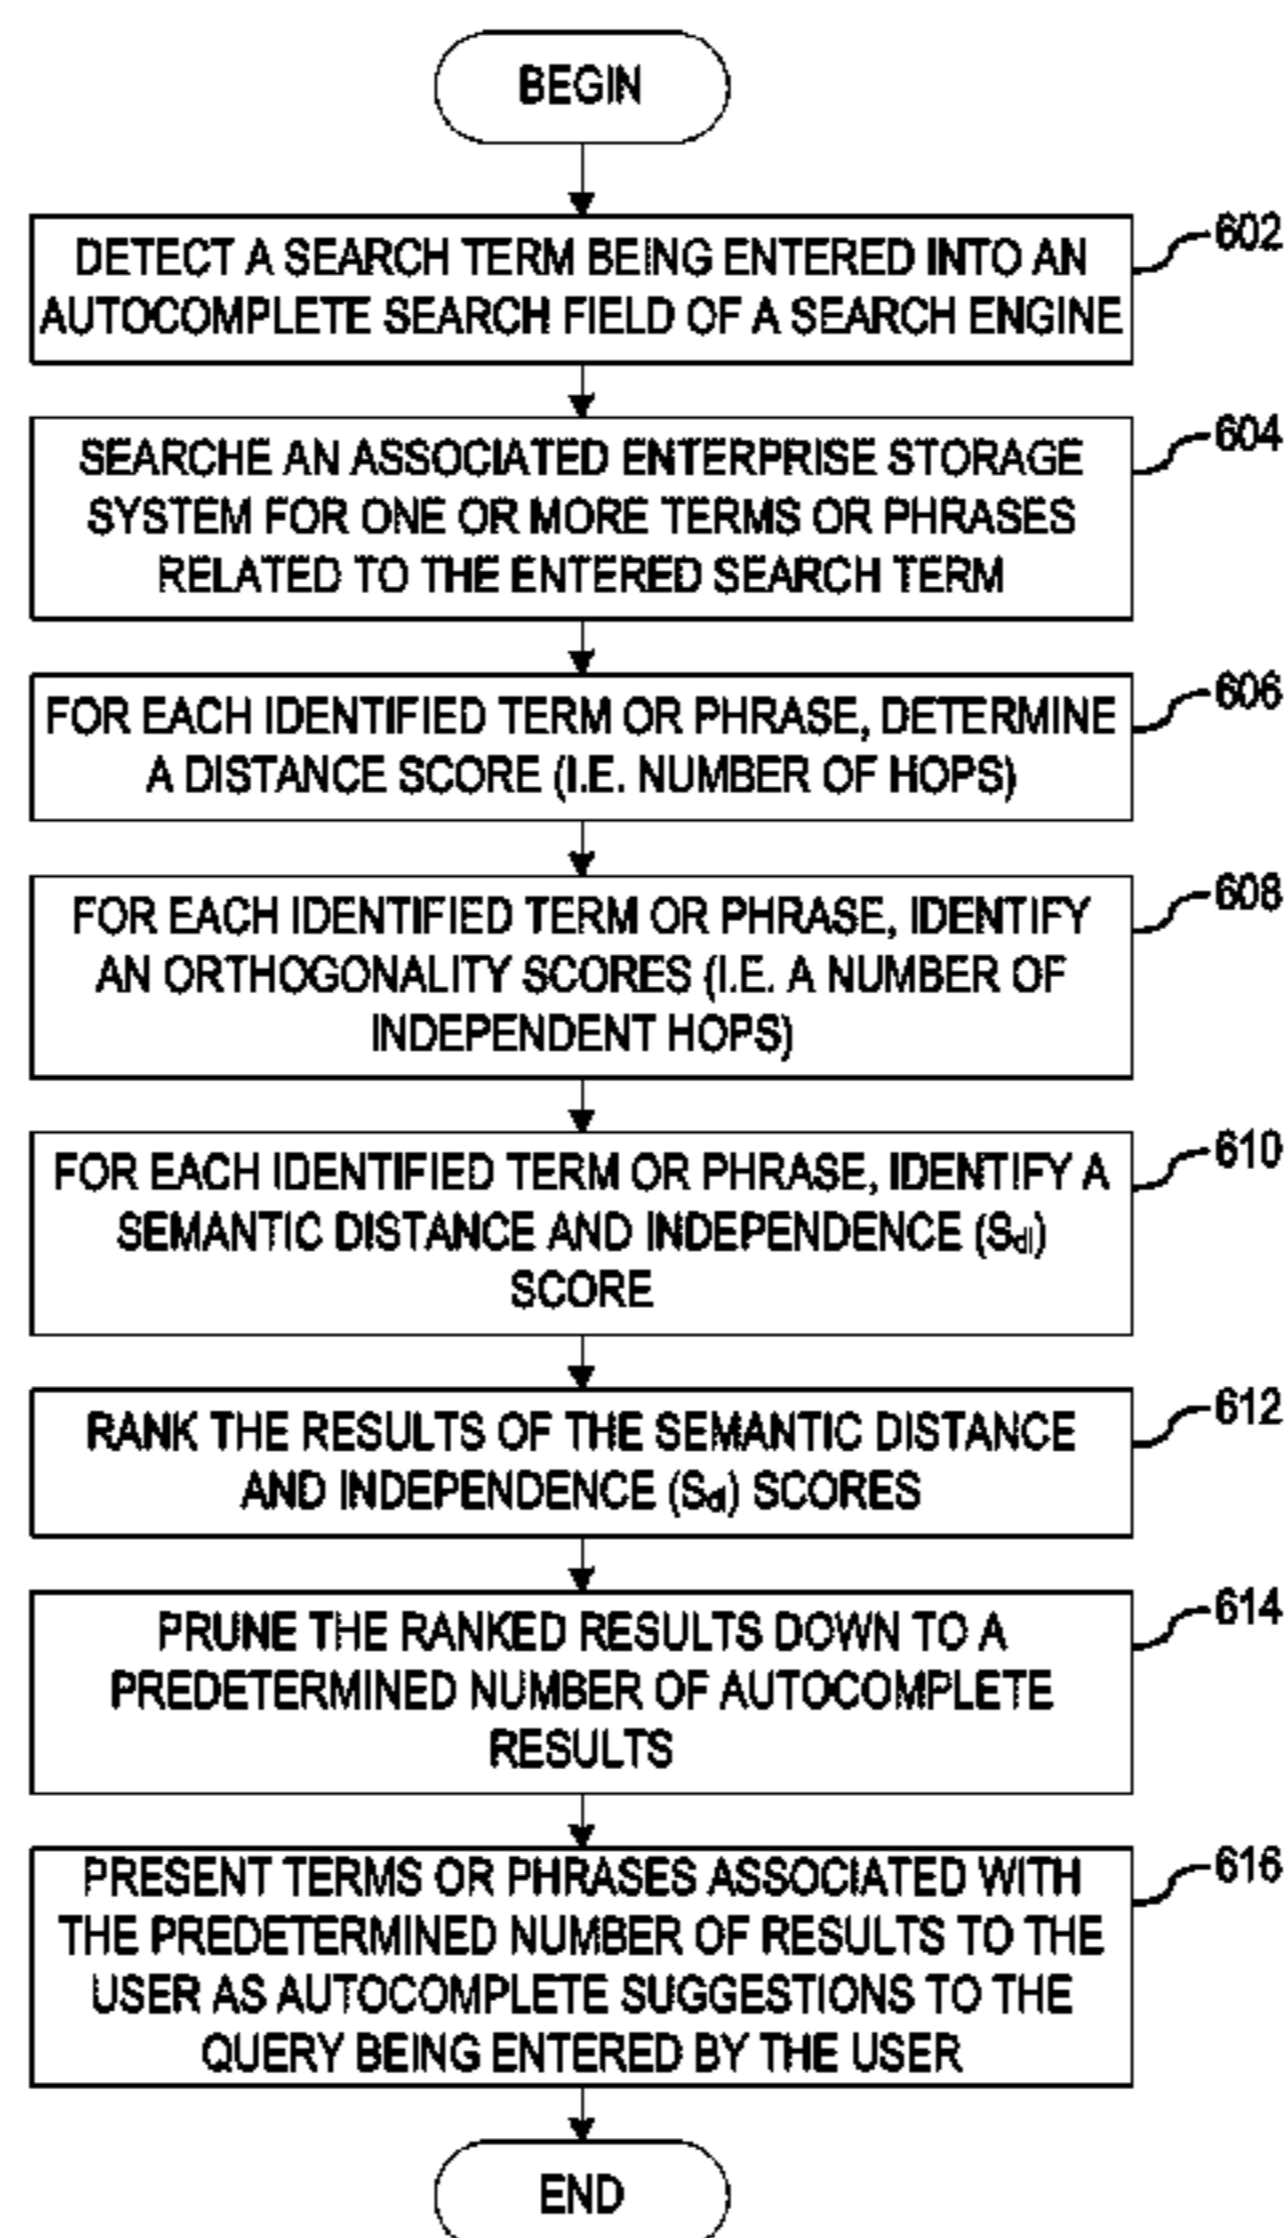 BEGIN
DETECT A SEARCH TERM BEING ENTERED INTO AN
AUTOCOMPLETE SEARCH FIELD OF A SEARCH ENGINE
602
SEARCHE AN ASSOCIATED ENTERPRISE STORAGE
SYSTEM FOR ONE OR MORE TERMS OR PHRASES
RELATED TO THE ENTERED SEARCH TERM
604
FOR EACH IDENTIFIED TERM OR PHRASE, DETERMINE
A DISTANCE SCORE (I.E. NUMBER OF HOPS)
606
FOR EACH IDENTIFIED TERM OR PHRASE, IDENTIFY
AN ORTHOGONALITY SCORES (I.E. A NUMBER OF
INDEPENDENT HOPS)
608
FOR EACH IDENTIFIED TERM OR PHRASE, IDENTIFY A
SEMANTIC DISTANCE AND INDEPENDENCE (SdI)
SCORE
610
RANK THE RESULTS OF THE SEMANTIC DISTANCE
AND INDEPENDENCE (SdI) SCORES
612
PRUNE THE RANKED RESULTS DOWN TO A
PREDETERMINED NUMBER OF AUTOCOMPLETE
RESULTS
614
PRESENT TERMS OR PHRASES ASSOCIATED WITH
THE PREDETERMINED NUMBER OF RESULTS TO THE
USER AS AUTOCOMPLETE SUGGESTIONS TO THE
QUERY BEING ENTERED BY THE USER
616
END